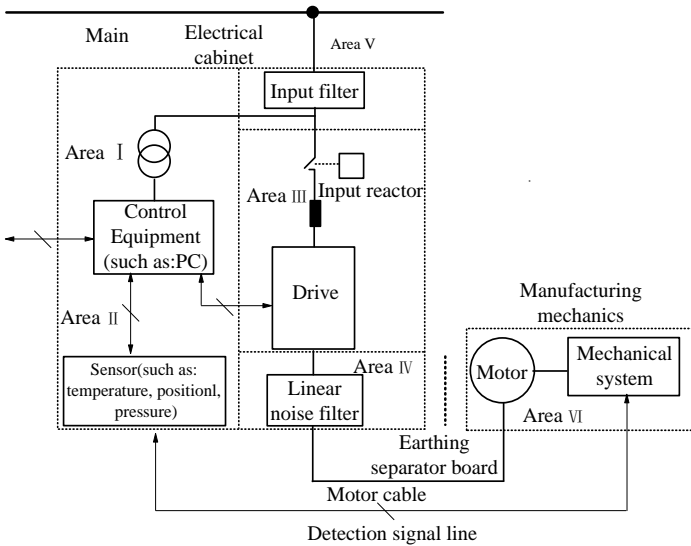 Main
Electrical
cabinet
Area Ⅴ
Input filter
Area Ⅰ
Area Ⅲ
Input reactor
Control
Equipment
(such as:PC)
Drive
Area Ⅱ
Manufacturing
mechanics
Sensor(such as:
temperature, positionl,
pressure)
Area Ⅳ
Linear
noise filter
Motor
Mechanical
system
Area Ⅵ
Earthing
separator board
Motor cable
Detection signal line